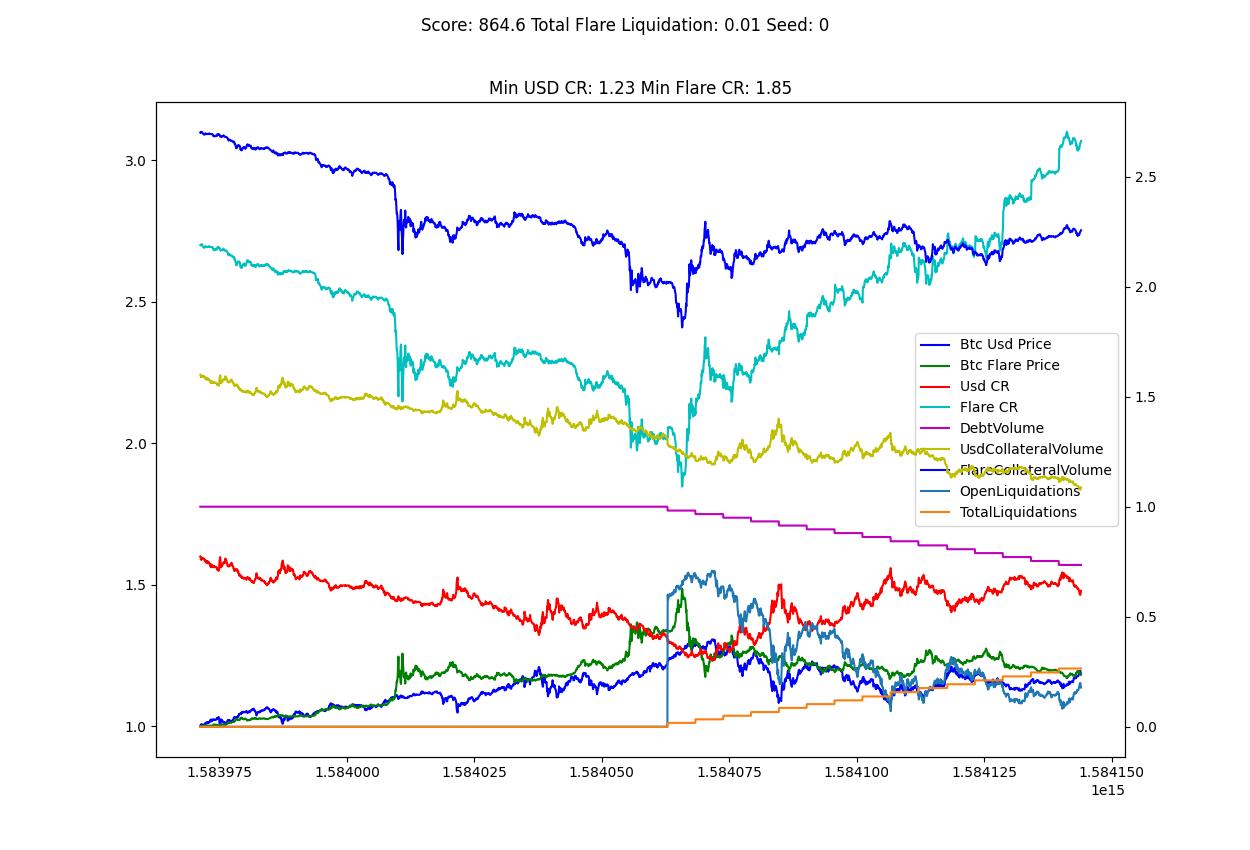 Score: 864.6 Total Flare Liquidation: 0.01 Seed: 0
Min USD CR: 1.23 Min Flare CR: 1.85
3.0
2.5
2.0
1.5
1.0
2.5
2.0
1.5
1.0
0.5
0.0
Btc Usd Price
Btc Flare Price
Usd CR
Flare CR
DebtVolume
UsdCollateralVolume
FlareCollateralVolume
OpenLiquidations
TotalLiquidations
1.583975 1.584000 1.584025 1.584050 1.584075 1.584100 1.584125 1.584150
1e15